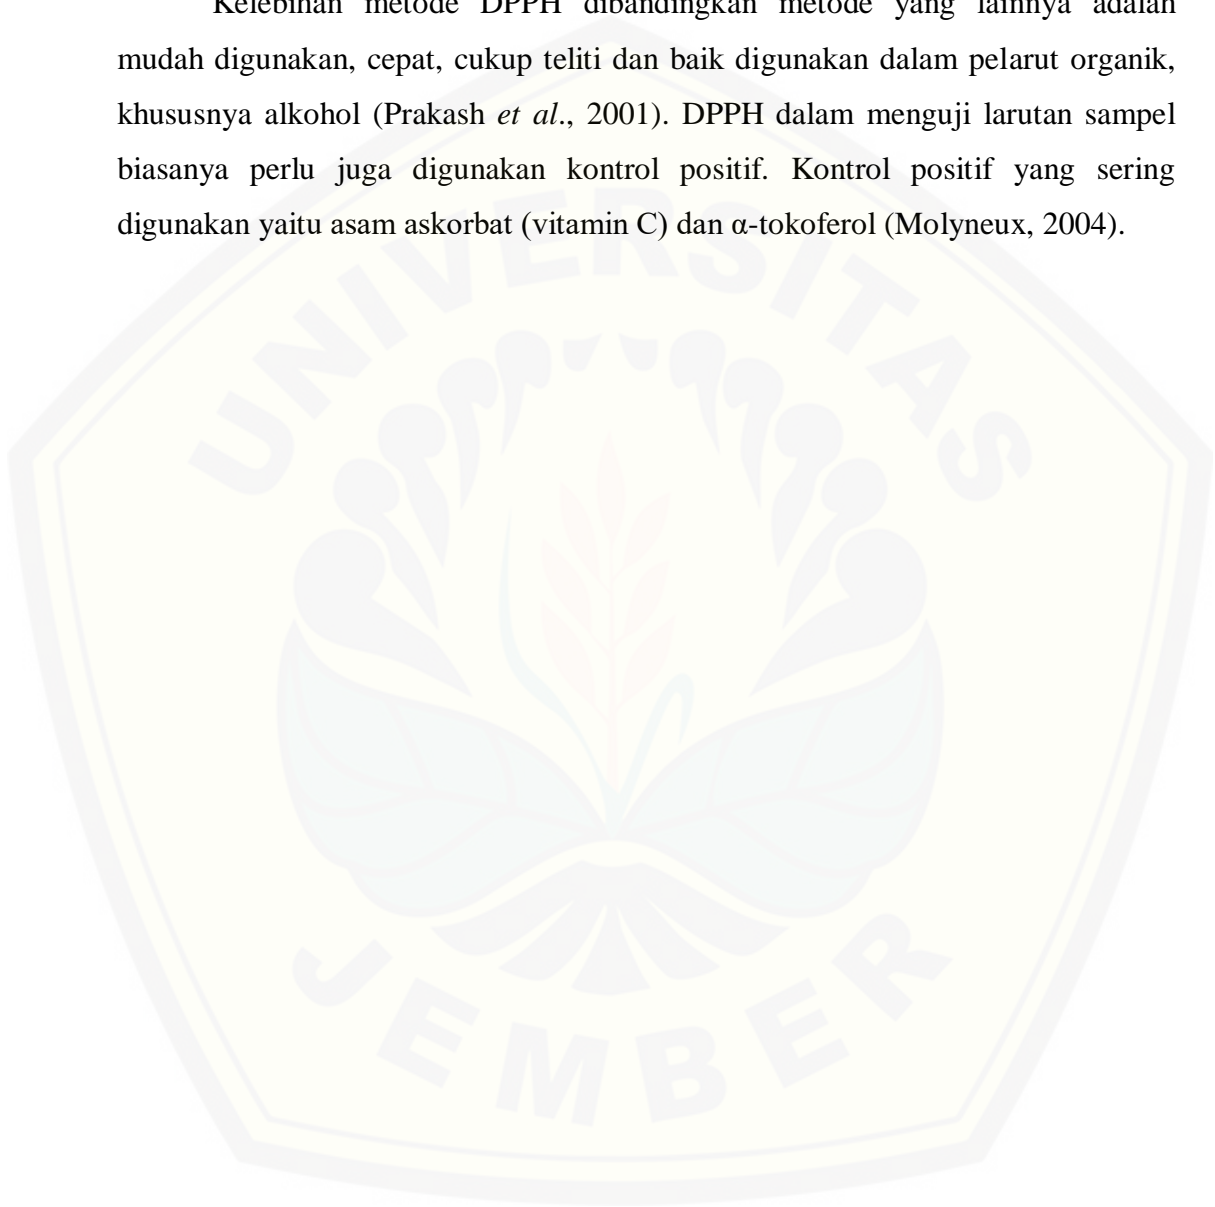 Kelebihan metode DPPH dibandingkan metode yang lainnya adalah
mudah digunakan, cepat, cukup teliti dan baik digunakan dalam pelarut organik,
khususnya alkohol (Prakash et al., 2001). DPPH dalam menguji larutan sampel
biasanya perlu juga digunakan kontrol positif. Kontrol positif yang sering
digunakan yaitu asam askorbat (vitamin C) dan α-tokoferol (Molyneux, 2004).
UNIVERSITAS
JEMBER